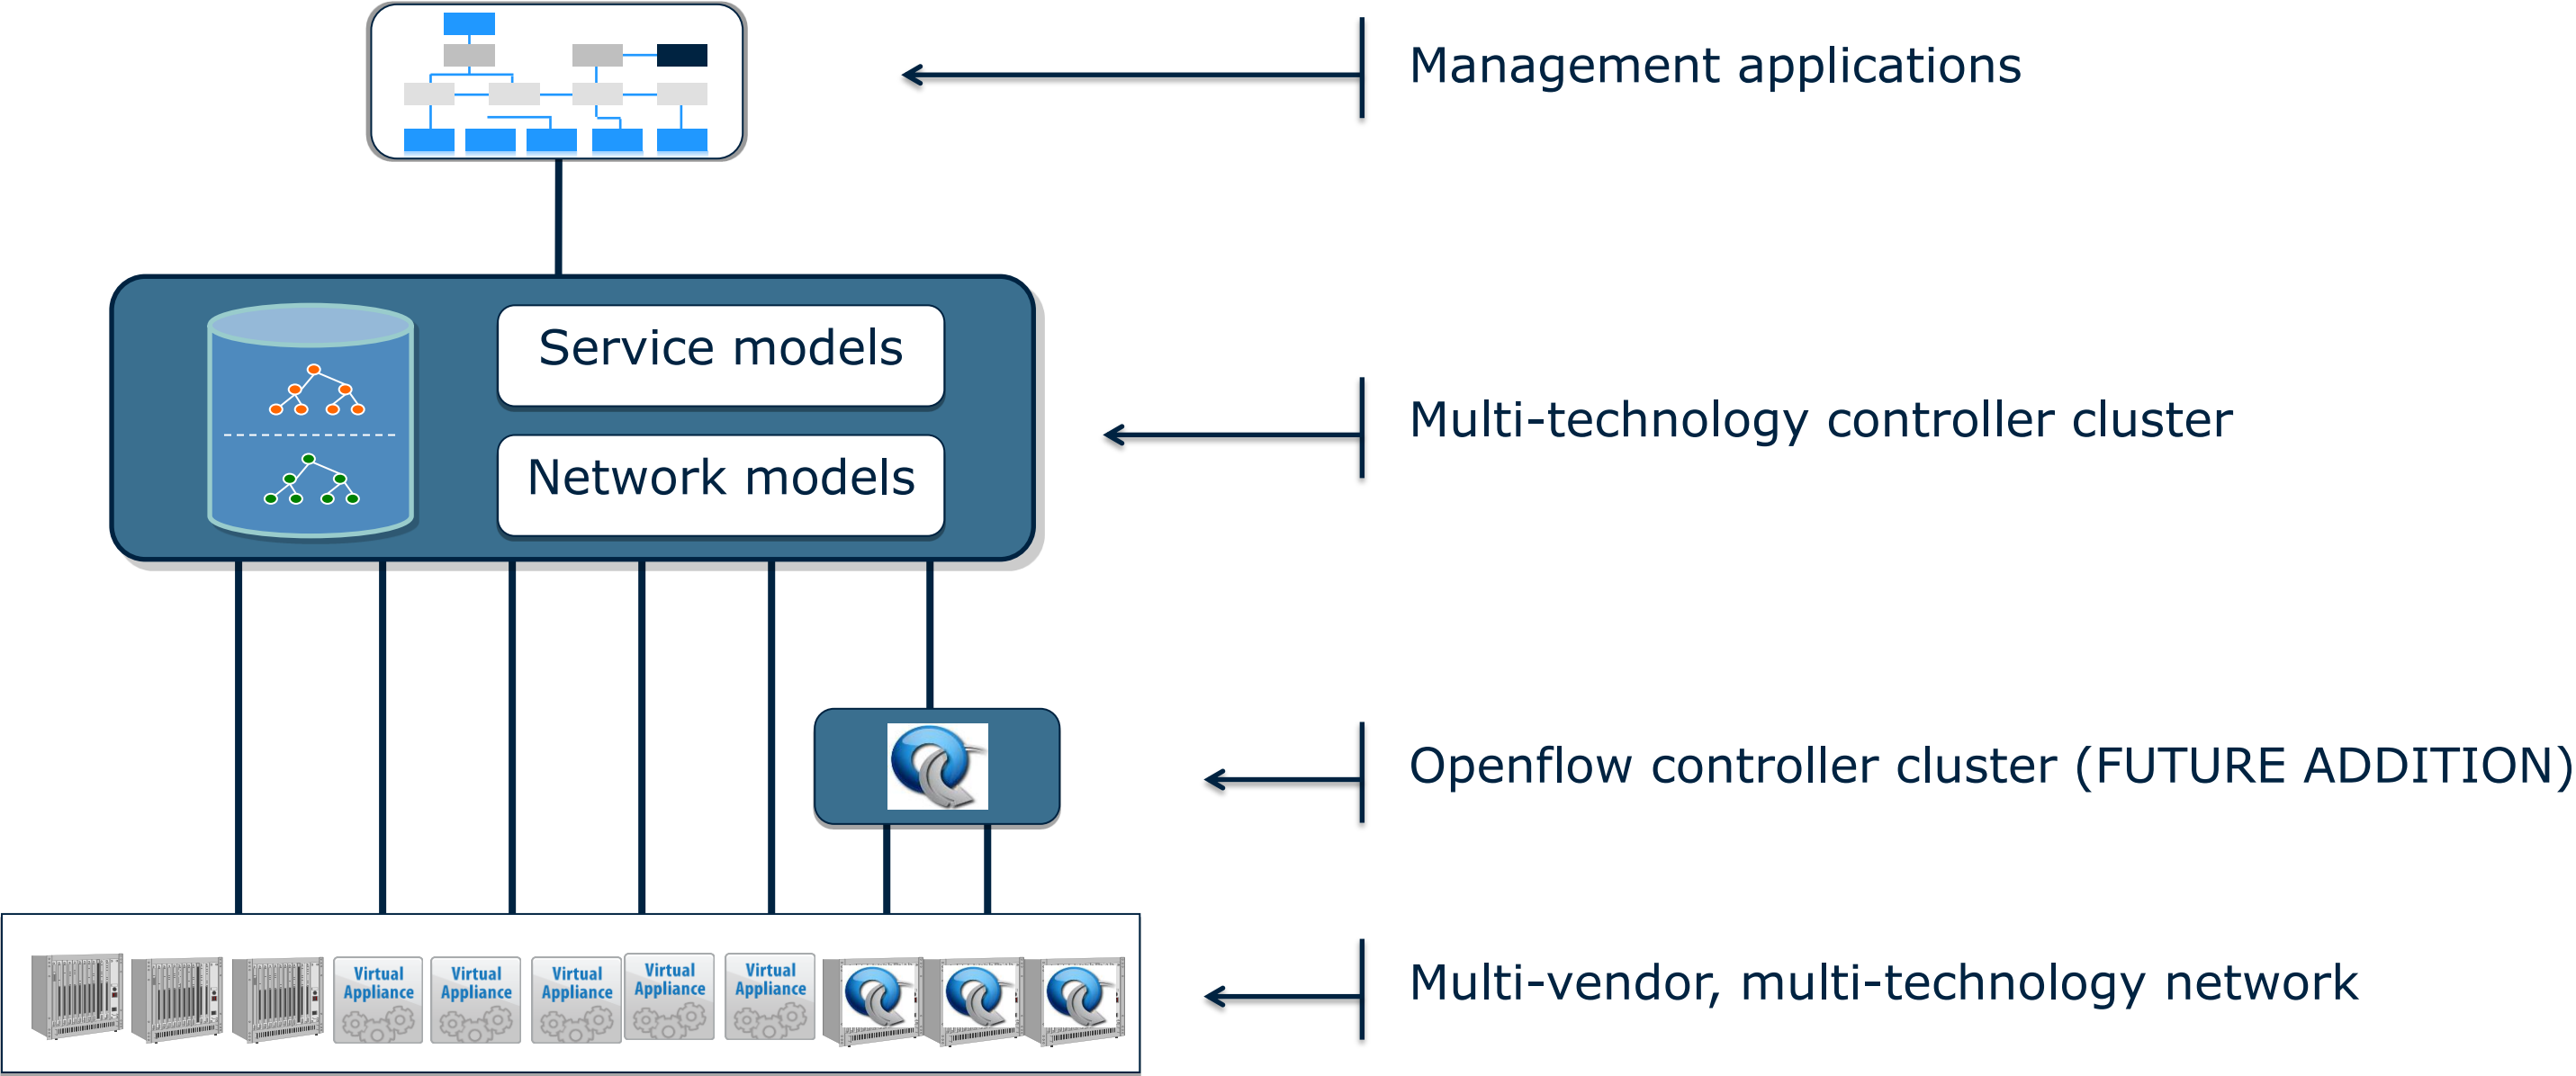 Management applications
Service models
Multi-technology controller cluster
Network models
Openflow controller cluster (FUTURE ADDITION)
Virtual
Appliance
Virtual
Appliance
Virtual
Appliance
Virtual
Appliance
Virtual
Appliance
Multi-vendor, multi-technology network